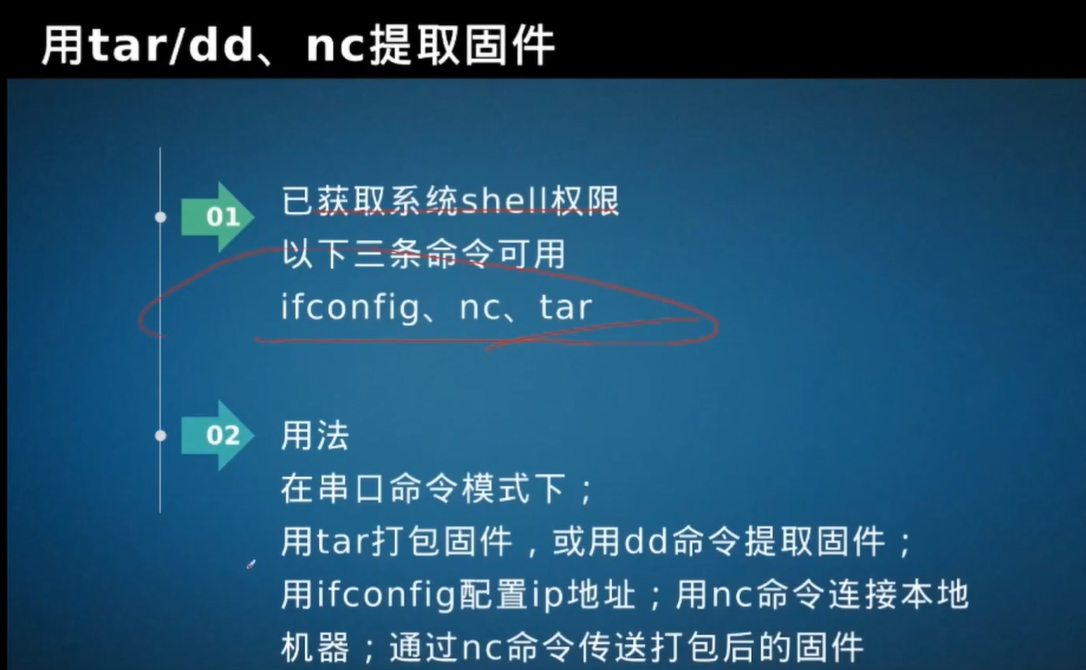 用tar/dd、nc提取固件
01
已获取系统shell权限
以下三条命令可用
ifconfig、nc、tar
02
用法
在串口命令模式下；
用tar打包固件，或用dd命令提取固件；
用ifconfig配置ip地址；用nc命令连接本地
机器；通过nc命令传送打包后的固件